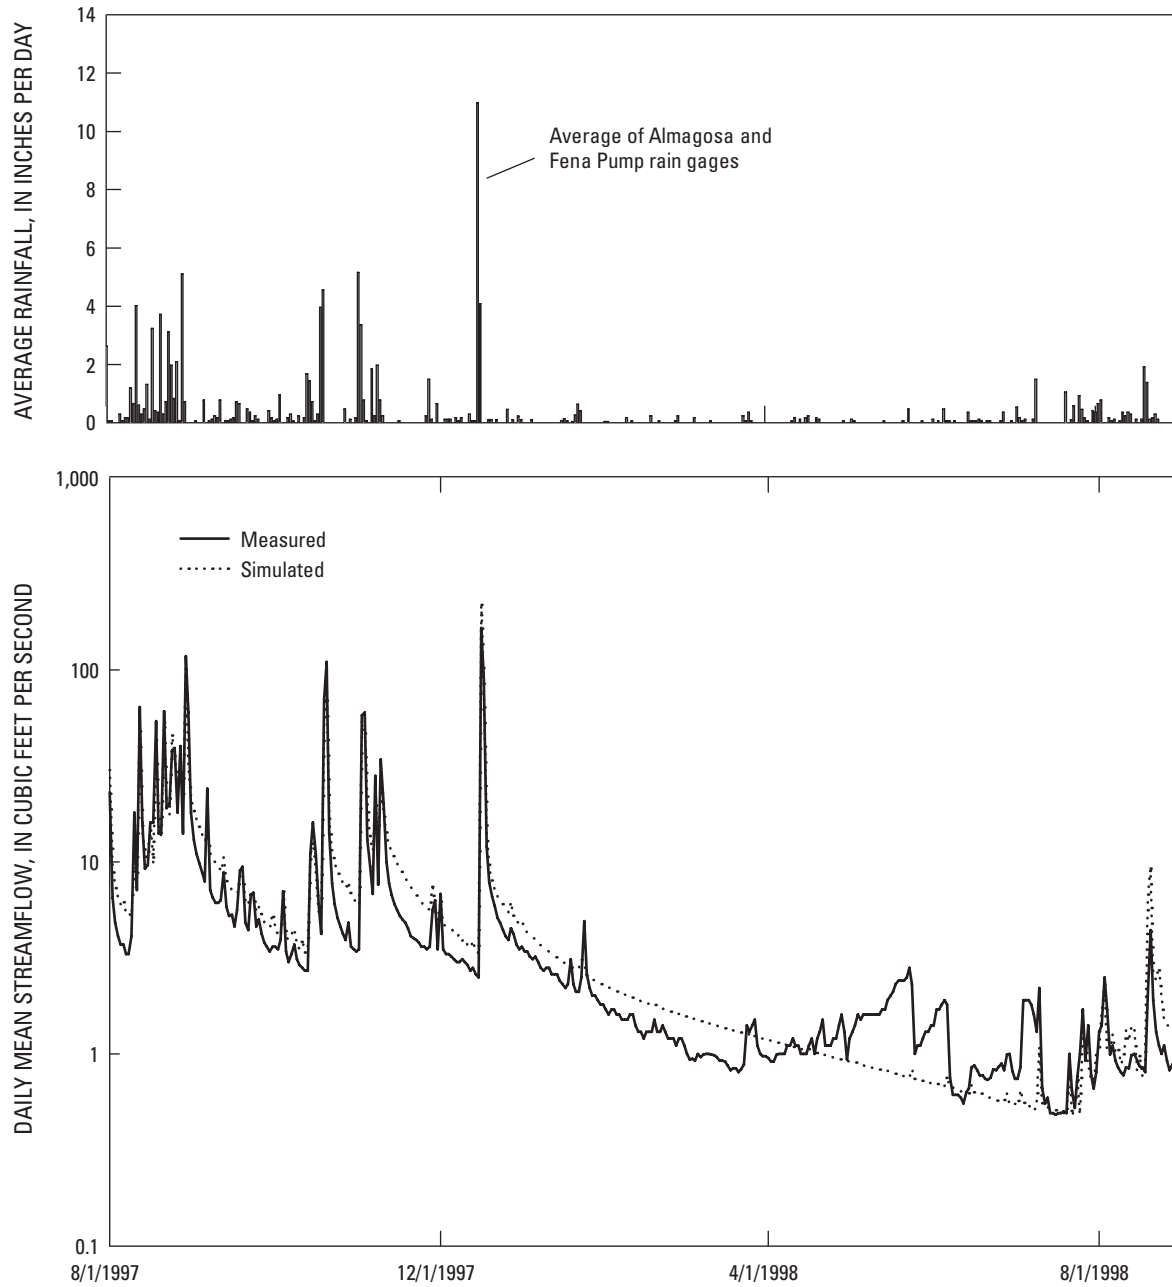 AVERAGE RAINFALL, IN INCHES PER DAY
14
12
10
8
6
4
2
0
Average of Almagosa and
Fena Pump rain gages
DAILY MEAN STREAMFLOW, IN CUBIC FEET PER SECOND
1,000
100
10
1
0.1
Measured
Simulated
8/1/1997
12/1/1997
4/1/1998
8/1/1998